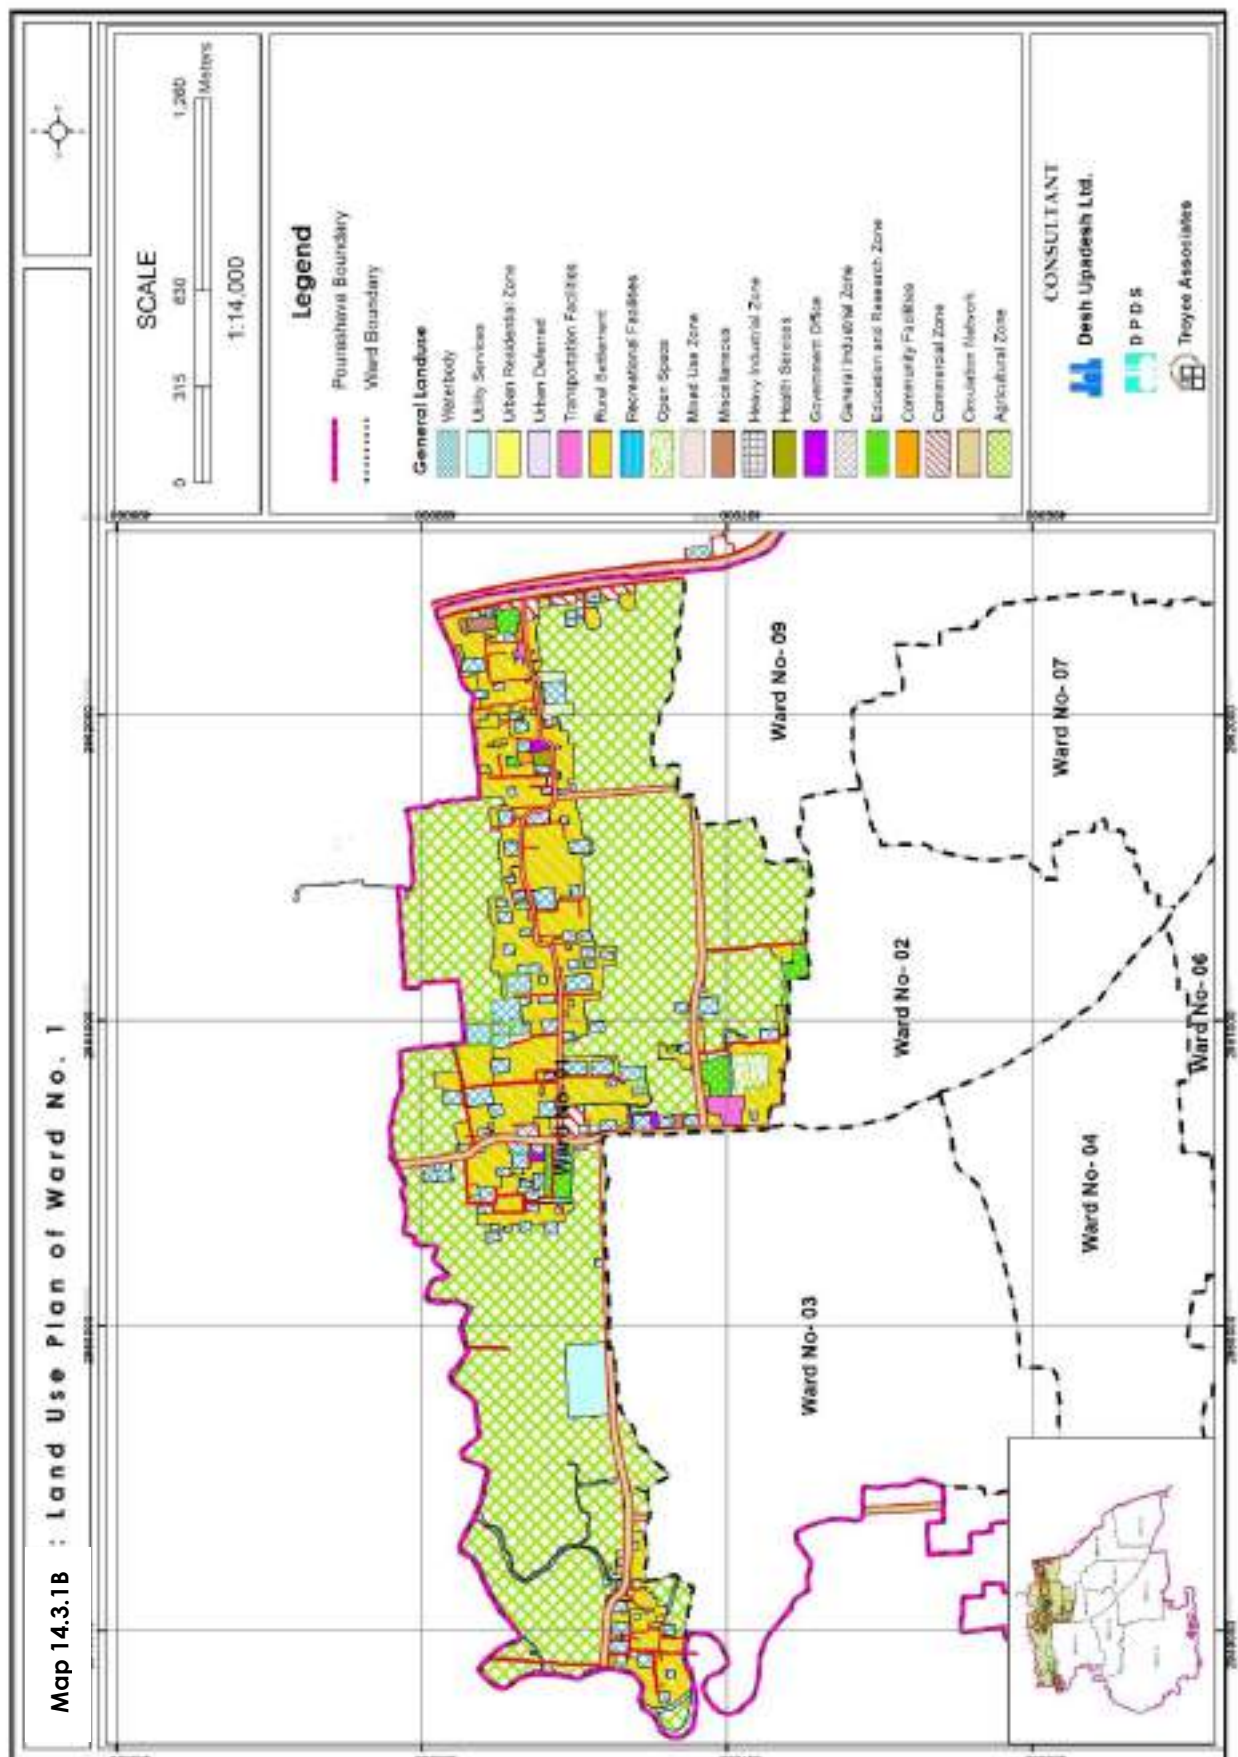 Map 14.3.1B : Land Use Plan of Ward No. 1
SCALE
0 315 630 1,260
Meters
1:14,000
Legend
Pourashava Boundary
Ward Boundary
General Landuse
Waterbody
Utility Services
Urban Residential Zone
Urban Deferred
Transportation Facilities
Rural Settlement
Recreational Facilities
Open Space
Mixed Use Zone
Miscellaneous
Heavy Industrial Zone
Health Services
Government Office
General Industrial Zone
Education and Research Zone
Community Facilities
Commercial Zone
Circulation Network
Agricultural Zone
CONSULTANT
Desh Upadesh Ltd.
D P D S
Troyee Associates
Ward No- 09
Ward No- 07
Ward No- 02
Ward No- 06
Ward No- 04
Ward No- 03